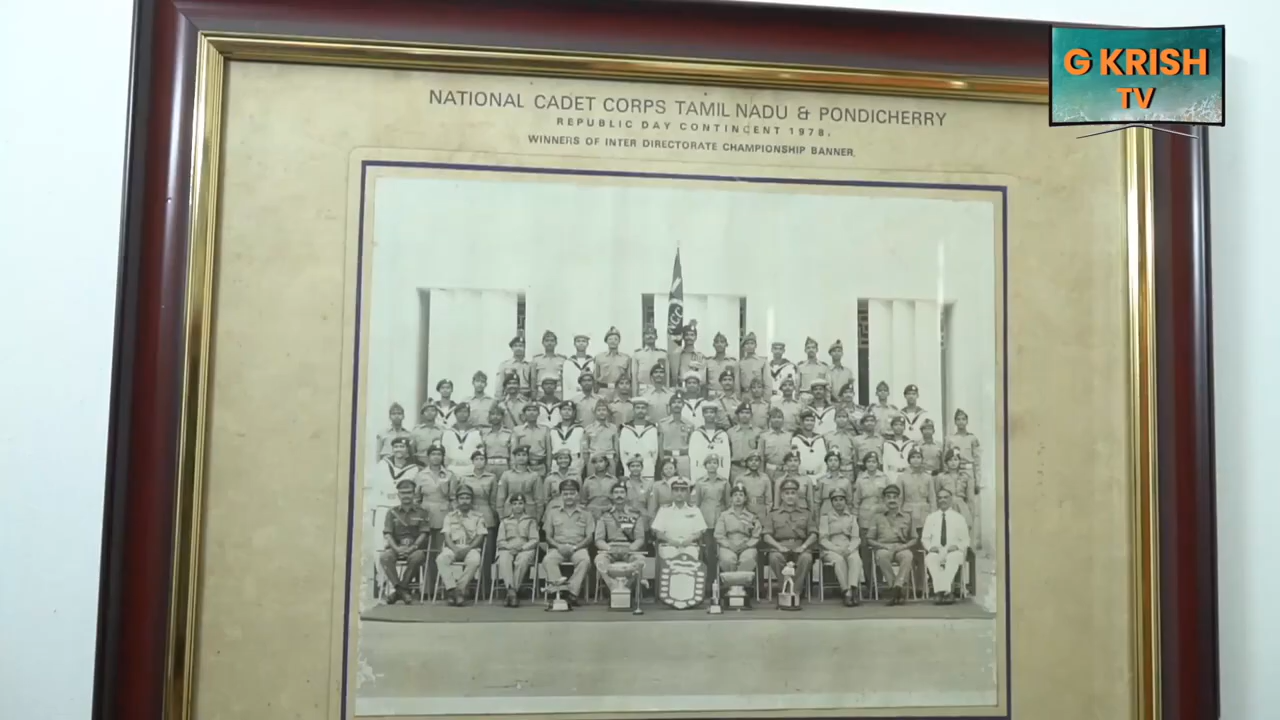 NATIONAL CADET CORPS TAMIL NADU & PONDICHERRY
REPUBLIC DAY CONTINGENT 1978.
WINNERS OF INTER DIRECTORATE CHAMPIONSHIP BANNER.
G KRISH
TV